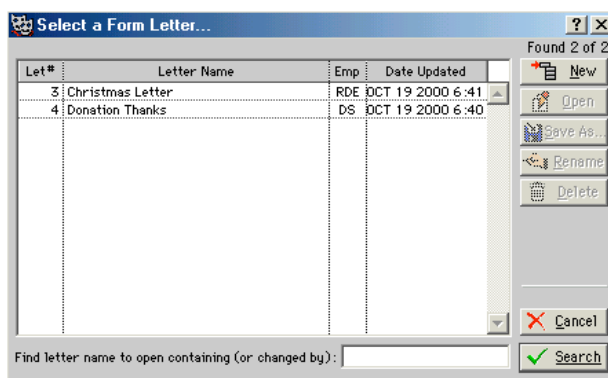 Select a Form Letter...
Found 2 of 2
Let# Letter Name Emp Date Updated
3 Christmas Letter RDE OCT 19 2000 6:41
4 Donation Thanks DS OCT 19 2000 6:40
New
Open
Save As...
Rename
Delete
Cancel
Find letter name to open containing (or changed by):
Search